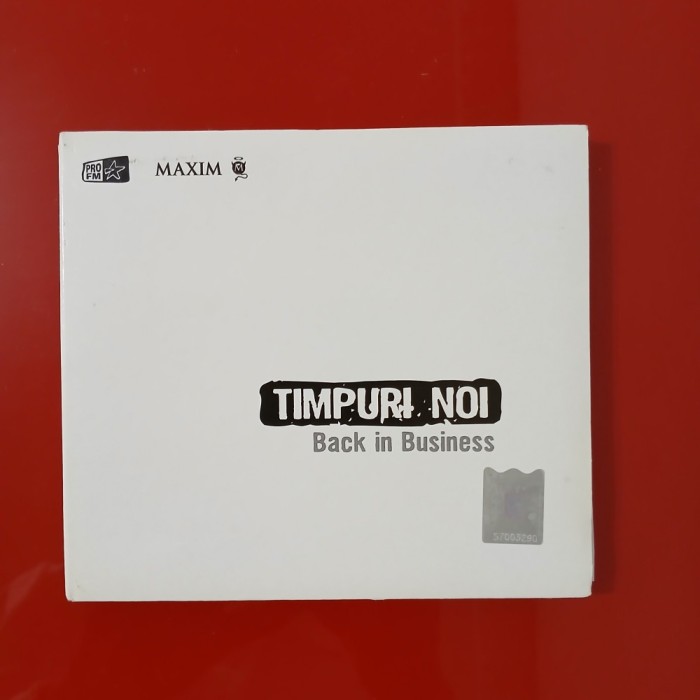 PRO
FM
MAXIM
TIMPURI NOI
Back in Business